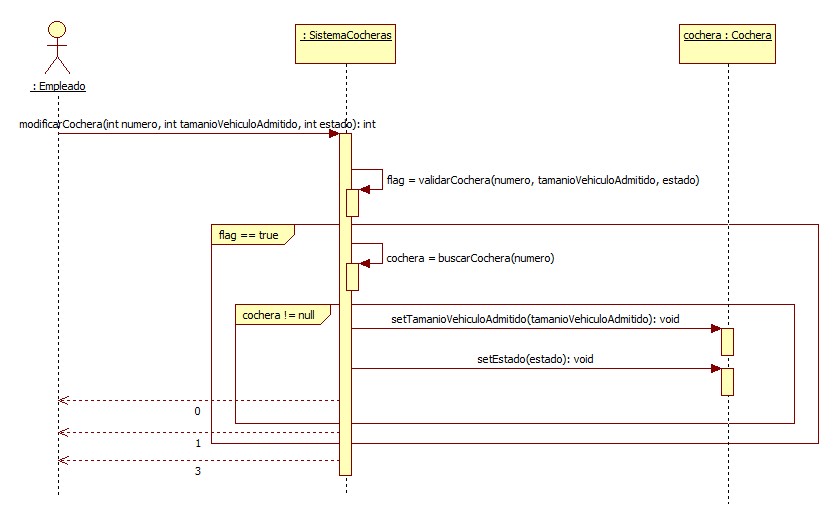 : SistemaCocheras
cochera : Cochera
: Empleado
modificarCochera(int numero, int tamanioVehiculoAdmitido, int estado): int
flag = validarCochera(numero, tamanioVehiculoAdmitido, estado)
flag == true
cochera = buscarCochera(numero)
cochera != null
setTamanioVehiculoAdmitido(tamanioVehiculoAdmitido): void
setEstado(estado): void
0
1
3